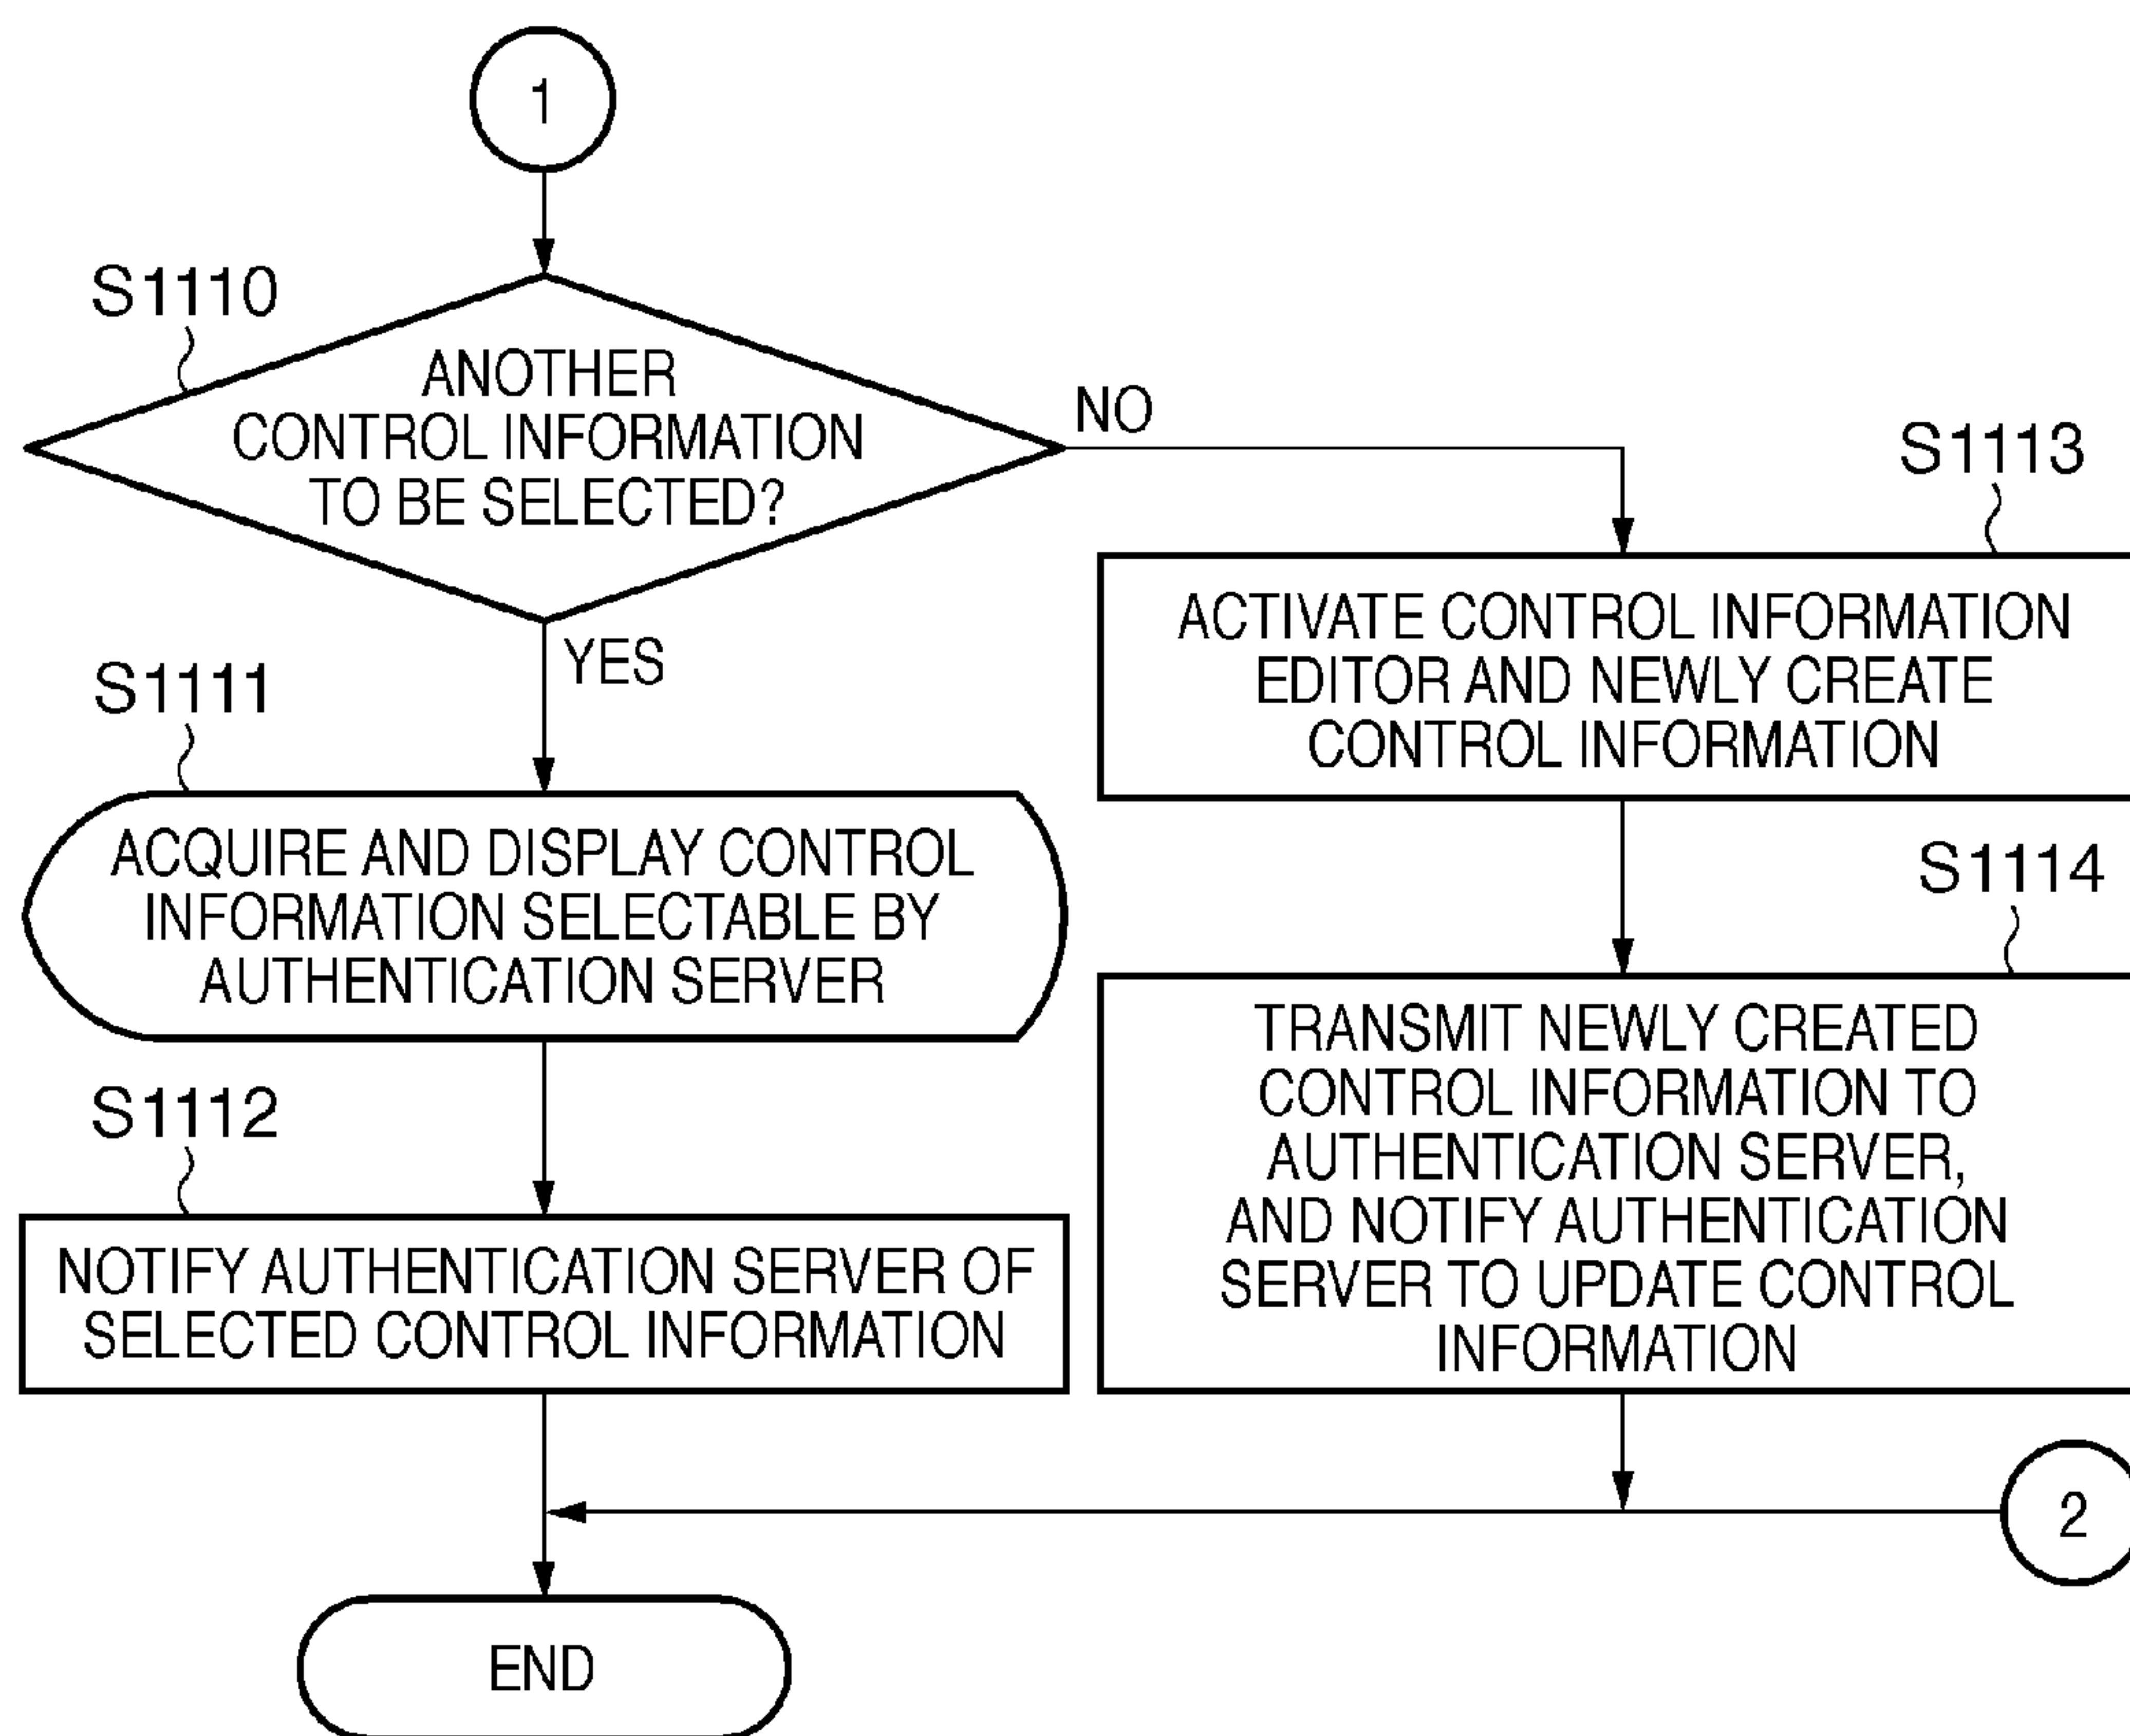 1
S1110
ANOTHER
CONTROL INFORMATION
TO BE SELECTED?
NO
YES
S1111
ACQUIRE AND DISPLAY CONTROL
INFORMATION SELECTABLE BY
AUTHENTICATION SERVER
S1112
NOTIFY AUTHENTICATION SERVER OF
SELECTED CONTROL INFORMATION
S1113
ACTIVATE CONTROL INFORMATION
EDITOR AND NEWLY CREATE
CONTROL INFORMATION
S1114
TRANSMIT NEWLY CREATED
CONTROL INFORMATION TO
AUTHENTICATION SERVER,
AND NOTIFY AUTHENTICATION
SERVER TO UPDATE CONTROL
INFORMATION
2
END